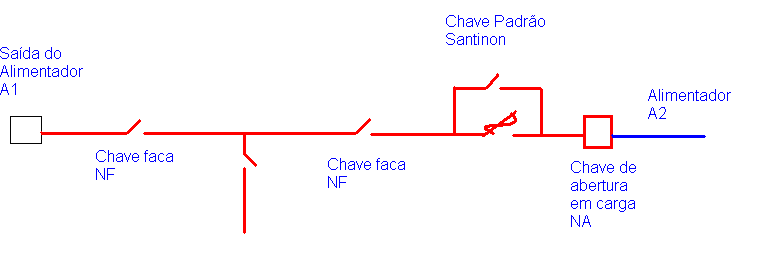 Chave Padrão
Santinon
Saída do
Alimentador
A1
Alimentador
A2
Chave faca
NF
Chave faca
NF
Chave de
abertura
em carga
NA